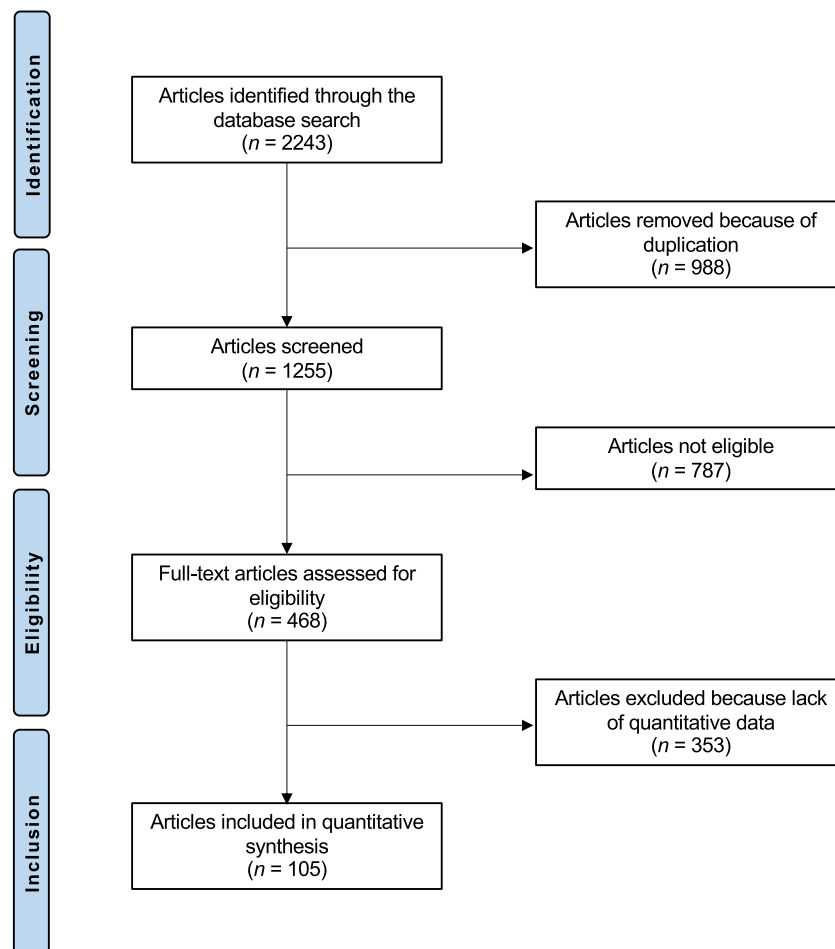 Identification
Articles identified through the
database search
(n = 2243)
Articles removed because of
duplication
(n = 988)
Screening
Articles screened
(n = 1255)
Articles not eligible
(n = 787)
Eligibility
Full-text articles assessed for
eligibility
(n = 468)
Articles excluded because lack
of quantitative data
(n = 353)
Inclusion
Articles included in quantitative
synthesis
(n = 105)